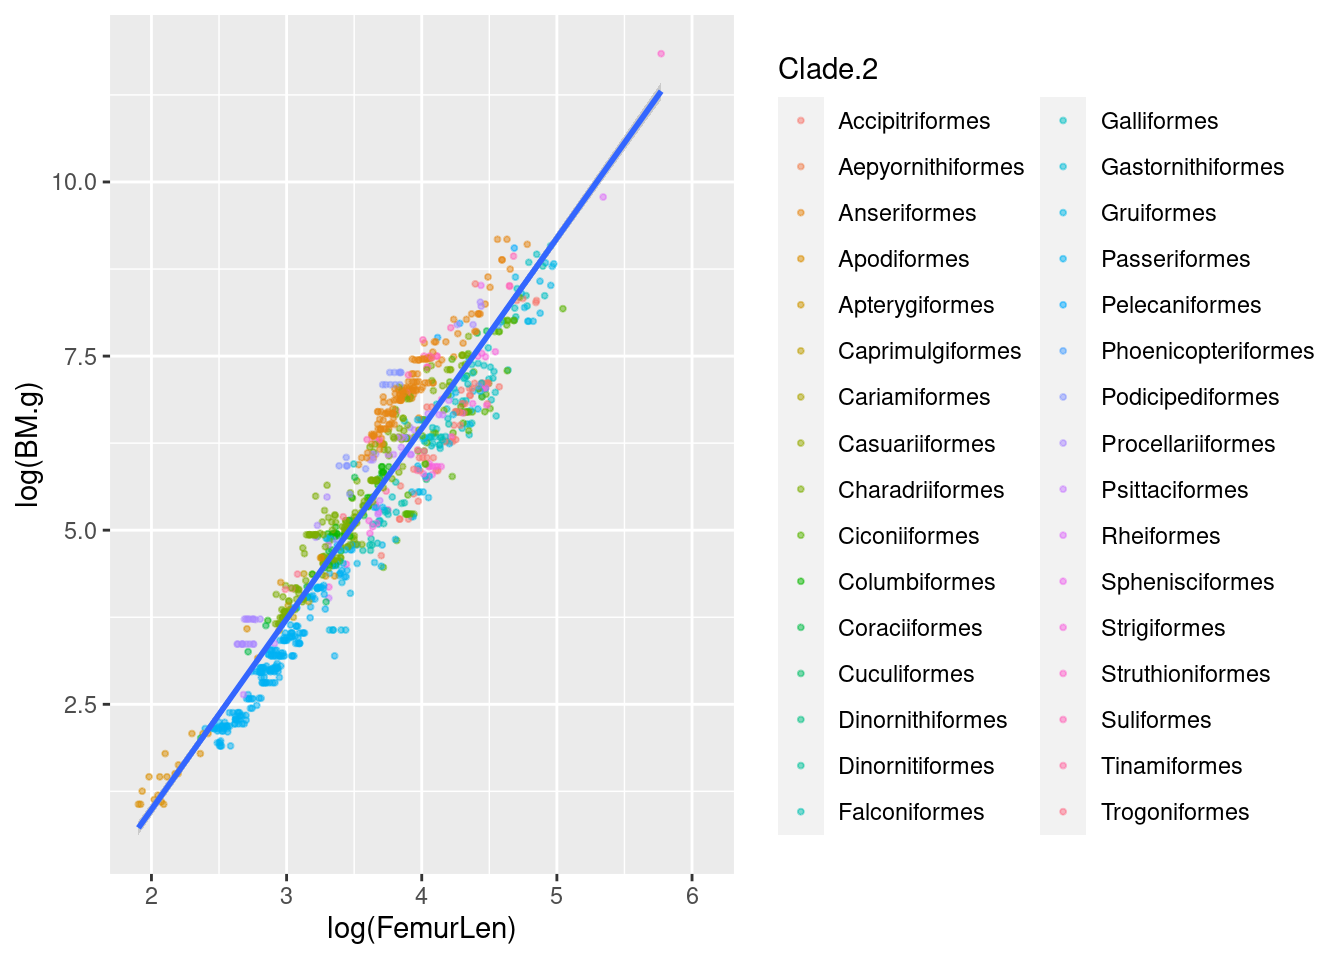 Clade.2
Accipitriformes
Aepyornithiformes
Anseriformes
Apodiformes
Apterygiformes
Caprimulgiformes
Cariamiformes
Casuariiformes
Charadriiformes
Ciconiiformes
Columbiformes
Coraciiformes
Cuculiformes
Dinornithiformes
Dinornitiformes
Falconiformes
Galliformes
Gastornithiformes
Gruiformes
Passeriformes
Pelecaniformes
Phoenicopteriformes
Podicipediformes
Procellariiformes
Psittaciformes
Rheiformes
Sphenisciformes
Strigiformes
Struthioniformes
Suliformes
Tinamiformes
Trogoniformes
log(BM.g)
10.0
7.5
5.0
2.5
2 3 4 5 6
log(FemurLen)